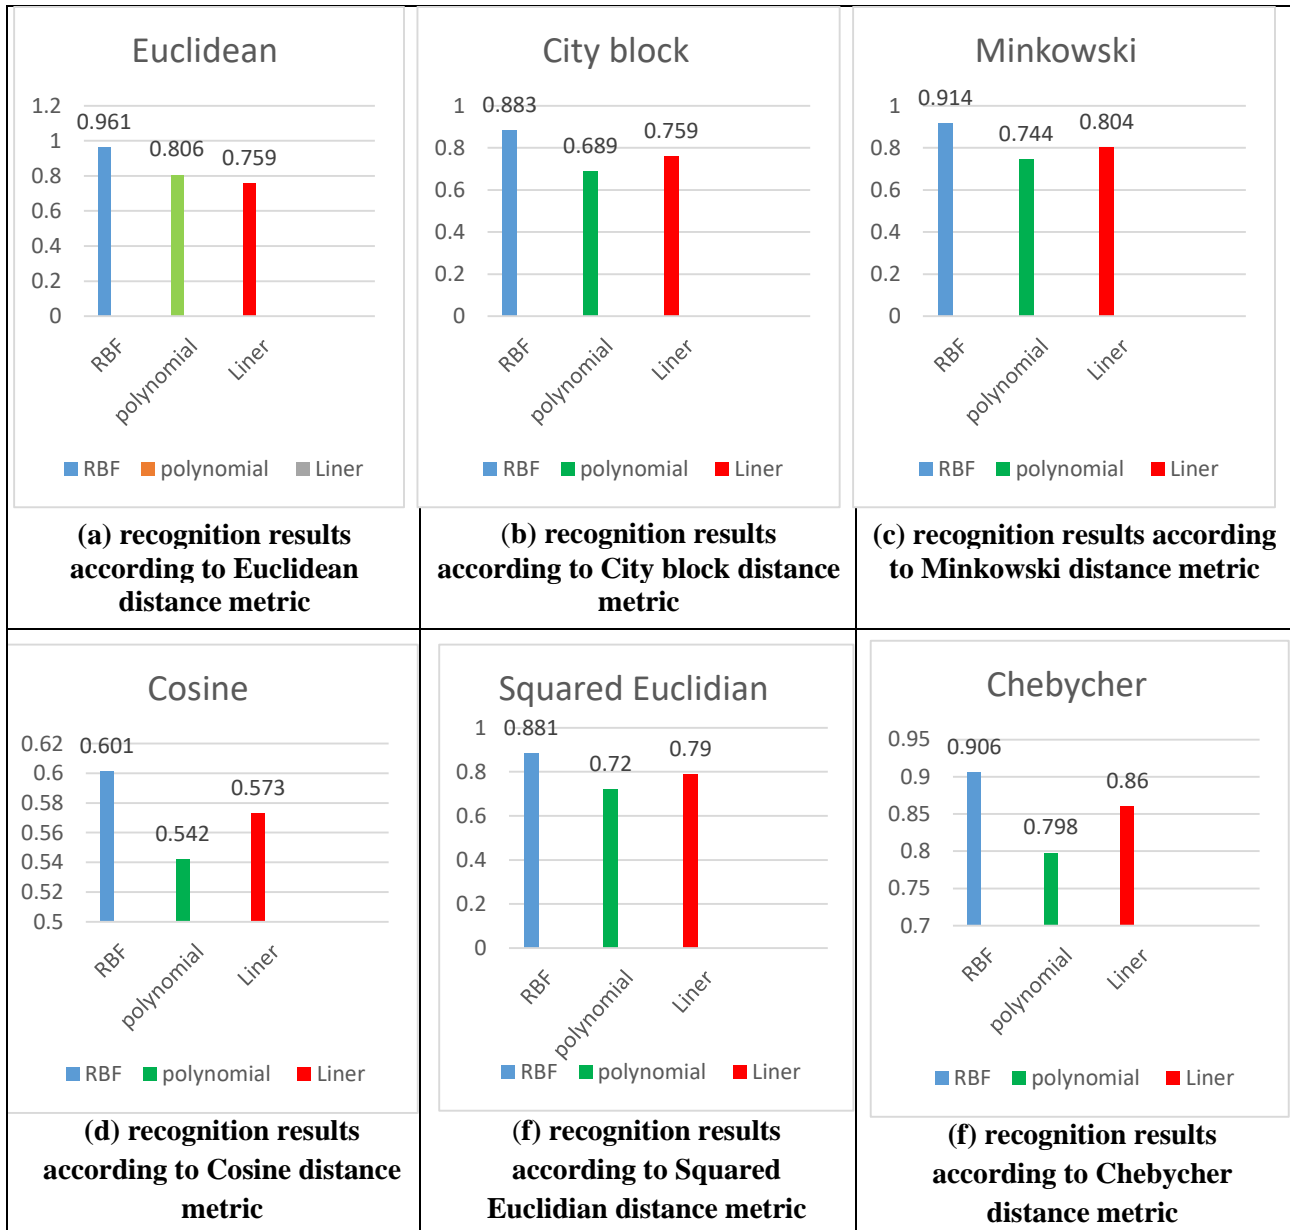 Euclidean
1.2
1
0.8
0.6
0.4
0.2
0
0.961
0.806
0.759
RBF
polynomial
Liner
RBF polynomial Liner
(a) recognition results
according to Euclidean
distance metric
City block
1
0.8
0.6
0.4
0.2
0
0.883
0.689
0.759
RBF
polynomial
Liner
RBF polynomial Liner
(b) recognition results
according to City block distance
metric
Minkowski
1
0.8
0.6
0.4
0.2
0
0.914
0.744
0.804
RBF
polynomial
Liner
RBF polynomial Liner
(c) recognition results according
to Minkowski distance metric
Cosine
0.62
0.6
0.58
0.56
0.54
0.52
0.5
0.601
0.542
0.573
RBF
polynomial
Liner
RBF polynomial Liner
(d) recognition results
according to Cosine distance
metric
Squared Euclidian
1
0.8
0.6
0.4
0.2
0
0.881
0.72
0.79
RBF
polynomial
Liner
RBF polynomial Liner
(f) recognition results
according to Squared
Euclidian distance metric
Chebycher
0.95
0.9
0.85
0.8
0.75
0.7
0.906
0.798
0.86
RBF
polynomial
Liner
RBF polynomial Liner
(f) recognition results
according to Chebycher
distance metric